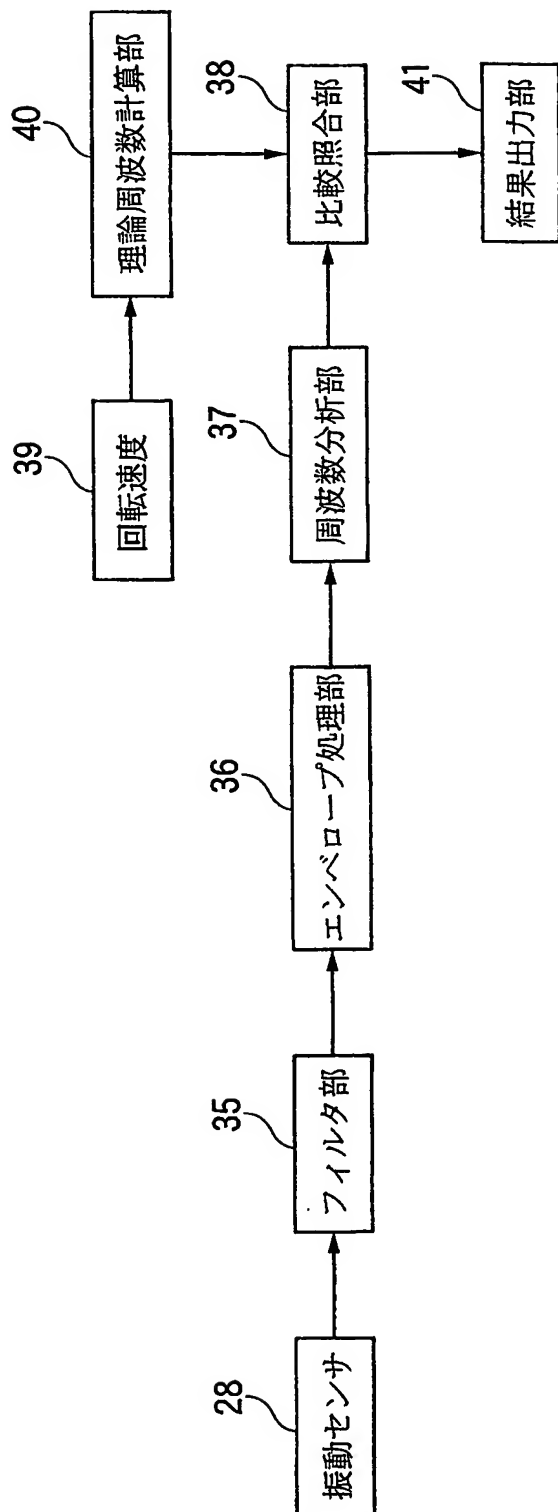 40
理論周波数計算部
39
回転速度
38
比較照合部
41
結果出力部
37
周波数分析部
36
エンベロープ処理部
35
フィルタ部
28
振動センサ